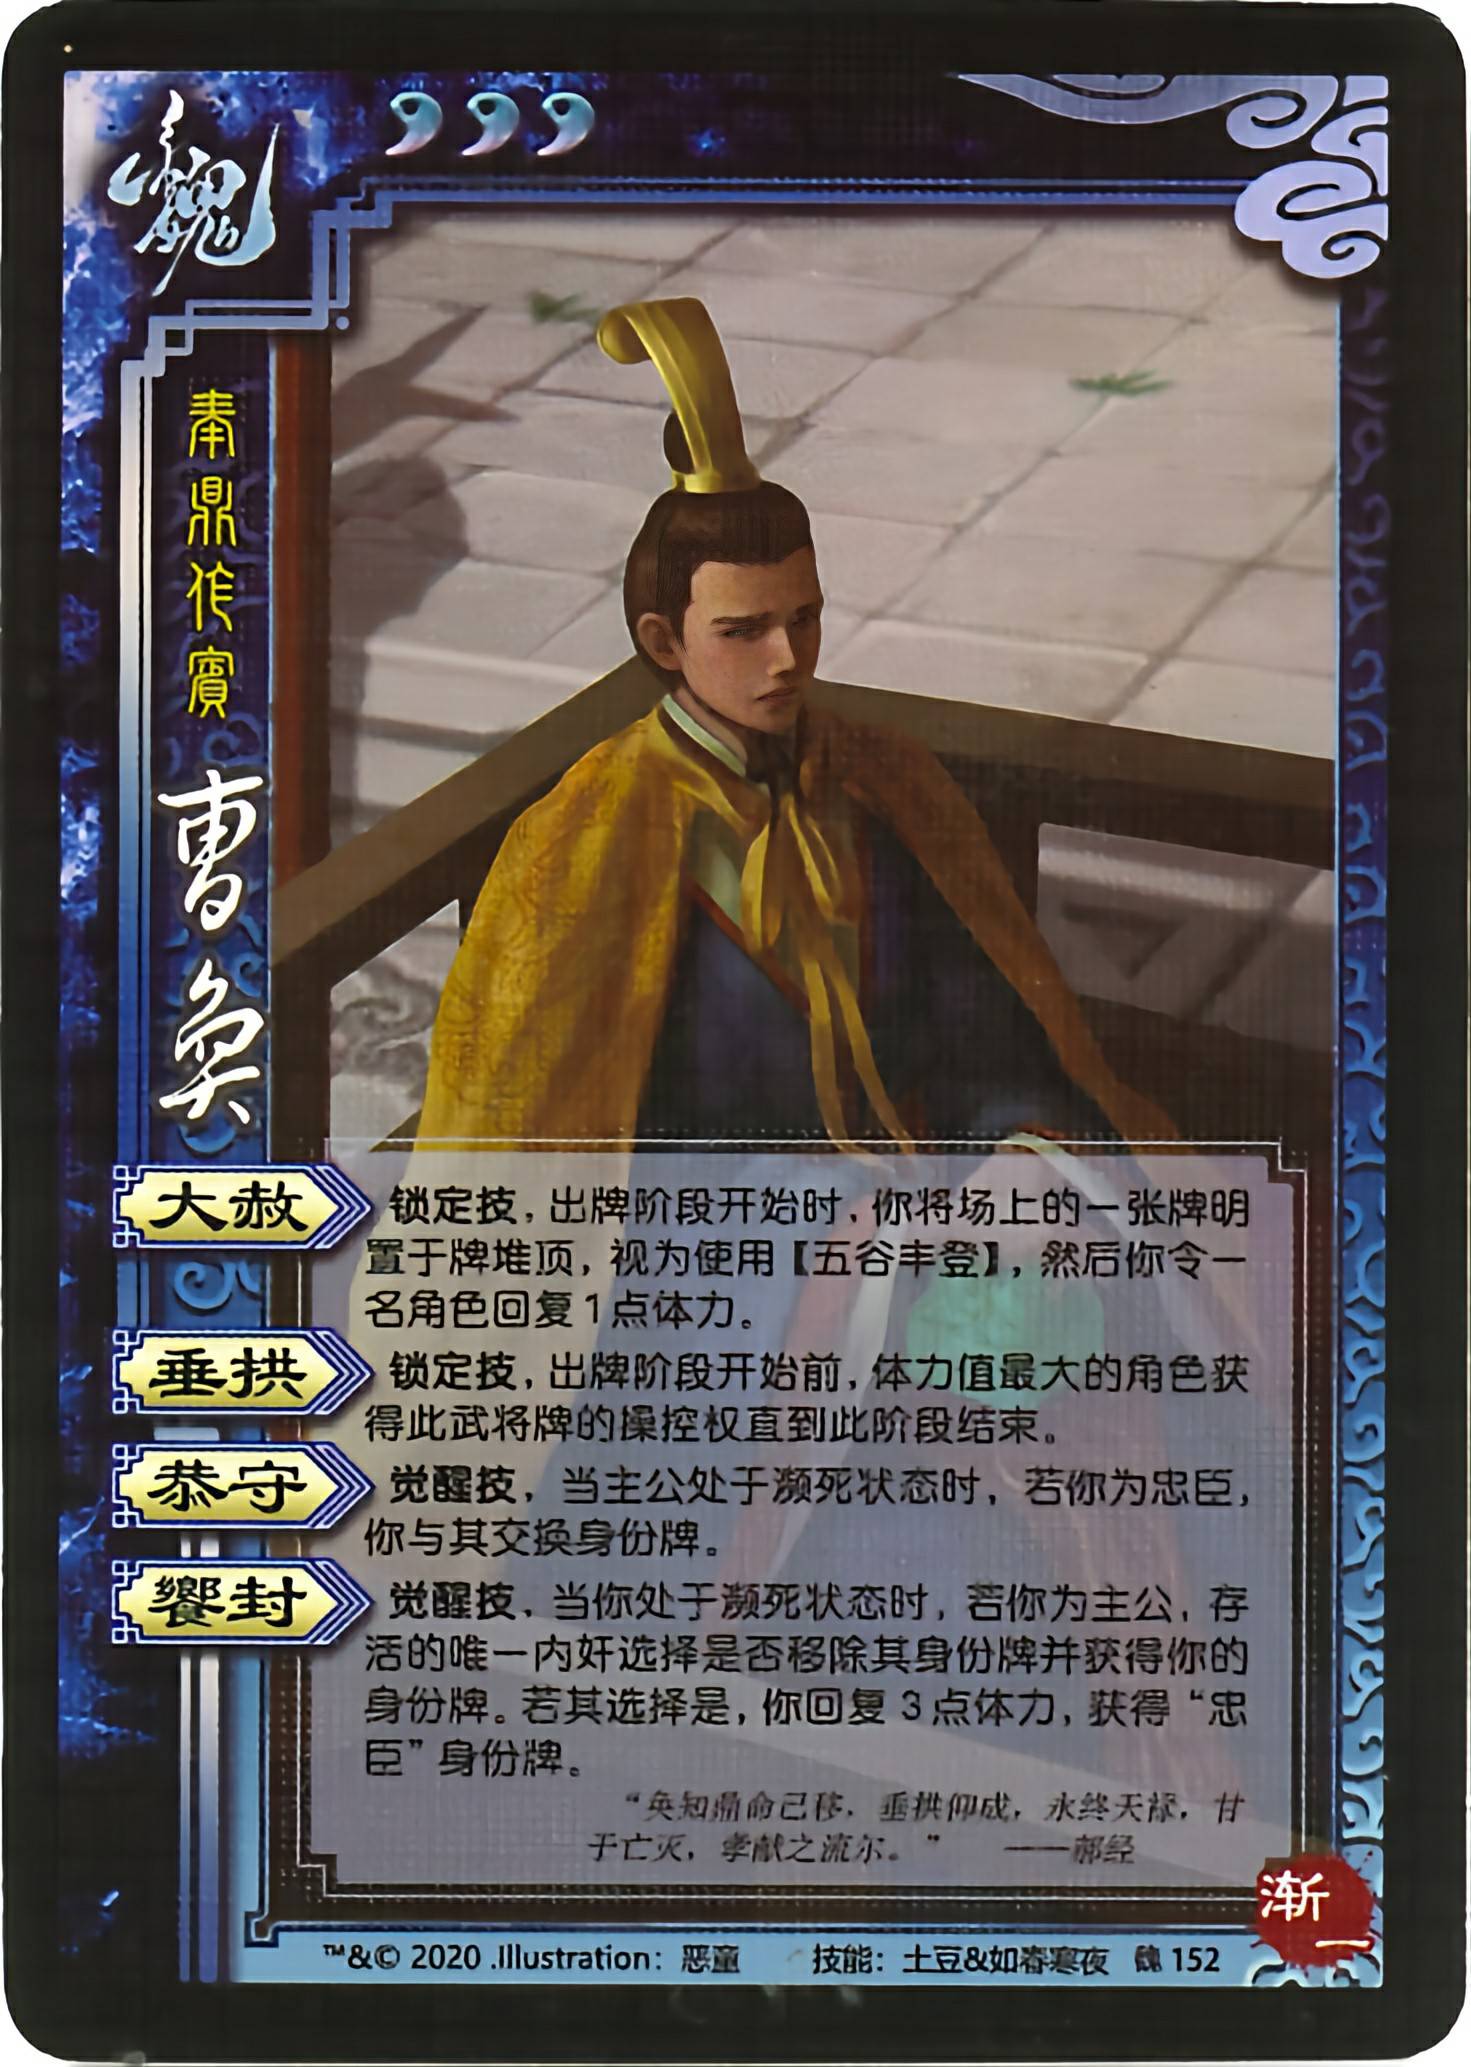 魏
奉鼎作賓
曹奐
大赦
锁定技，出牌阶段开始时，你将场上的一张牌明
置于牌堆顶，视为使用【五谷丰登】，然后你令一
名角色回复1点体力。
垂拱
锁定技，出牌阶段开始前，体力值最大的角色获
得此武将牌的操控权直到此阶段结束。
恭守
觉醒技，当主公处于濒死状态时，若你为忠臣，
你与其交换身份牌。
饗封
觉醒技，当你处于濒死状态时，若你为主公，存
活的唯一内奸选择是否移除其身份牌并获得你的
身份牌。若其选择是，你回复3点体力，获得“忠
臣”身份牌。
“奂知鼎命已移，垂拱仰成，永终天禄，甘
于亡灭，孝献之流尔。” ——郝经
渐
一
™&© 2020 .Illustration：恶童 技能：土豆&如春寒夜 魏 152